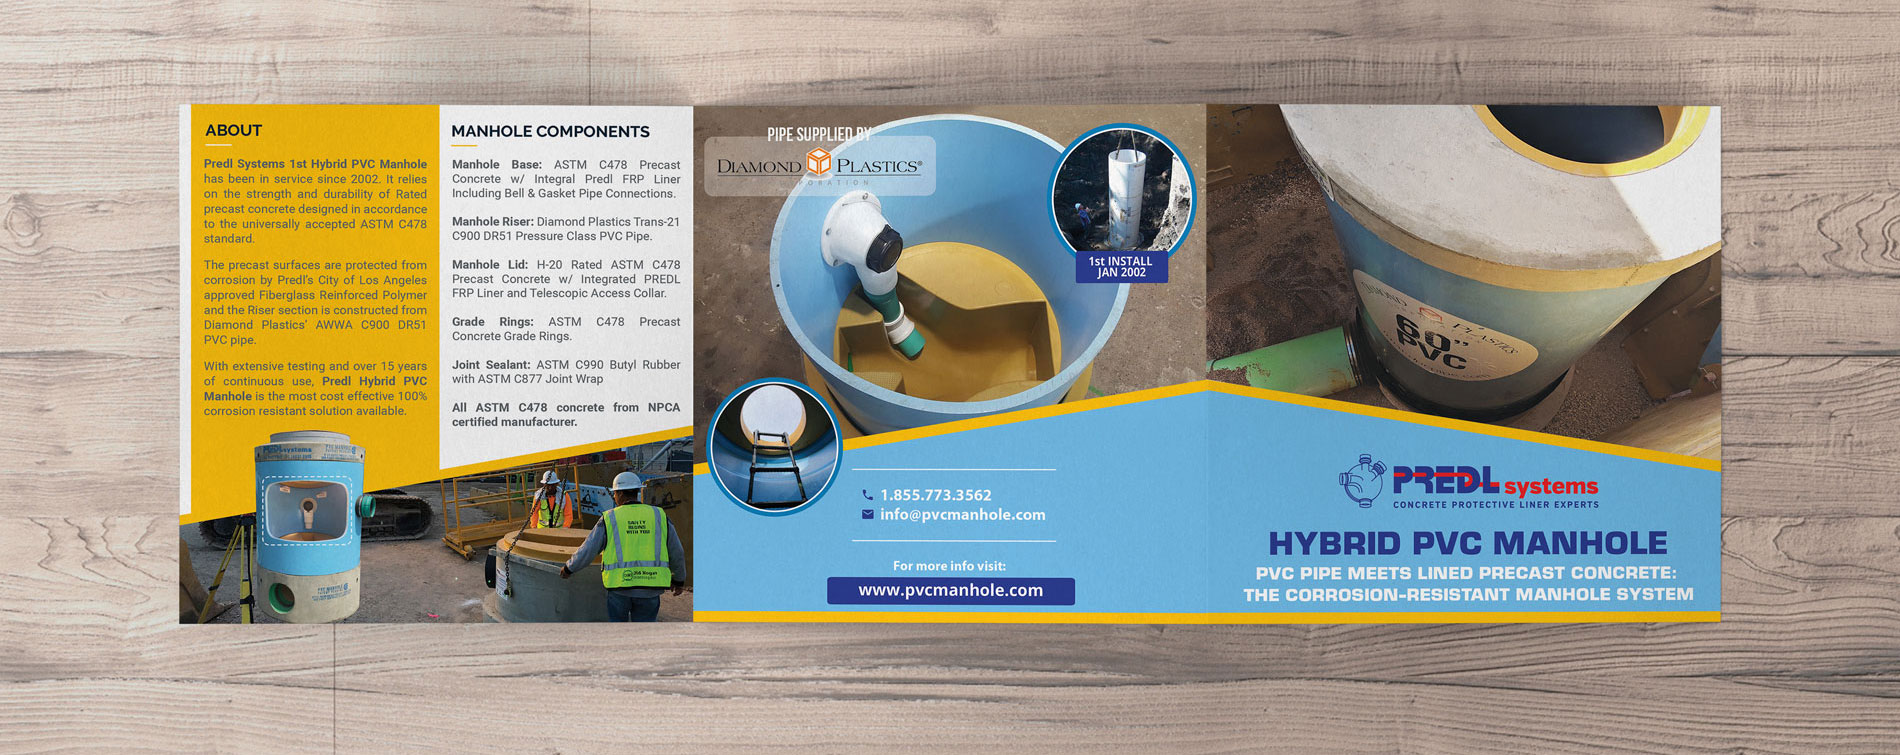 ABOUT
Predl Systems 1st Hybrid PVC Manhole
has been in service since 2002. It relies
on the strength and durability of Rated
precast concrete designed in accordance
to the universally accepted ASTM C478
standard.
The precast surfaces are protected from
corrosion by Predl's City of Los Angeles
approved Fiberglass Reinforced Polymer
and the Riser section is constructed from
Diamond Plastics' AWWA C900 DR51
PVC pipe.
With extensive testing and over 15 years
of continuous use, Predl Hybrid PVC
Manhole is the most cost effective 100%
corrosion resistant solution available.
MANHOLE COMPONENTS
Manhole Base: ASTM C478 Precast
Concrete w/ Integral Predl FRP Liner
Including Bell & Gasket Pipe Connections.
Manhole Riser: Diamond Plastics Trans-21
C900 DR51 Pressure Class PVC Pipe.
Manhole Lid: H-20 Rated ASTM C478
Precast Concrete w/ Integrated PREDL
FRP Liner and Telescopic Access Collar.
Grade Rings: ASTM C478 Precast
Concrete Grade Rings.
Joint Sealant: ASTM C990 Butyl Rubber
with ASTM C877 Joint Wrap
All ASTM C478 concrete from NPCA
certified manufacturer.
PREDL systems
SAFETY
BEGINS
WITH YOU
PIPE SUPPLIED BY
DIAMOND PLASTICS®
1st INSTALL
JAN 2002
1.855.773.3562
info@pvcmanhole.com
For more info visit:
www.pvcmanhole.com
PLASTICS
60"
PVC
PREDL systems
CONCRETE PROTECTIVE LINER EXPERTS
HYBRID PVC MANHOLE
PVC PIPE MEETS LINED PRECAST CONCRETE:
THE CORROSION-RESISTANT MANHOLE SYSTEM